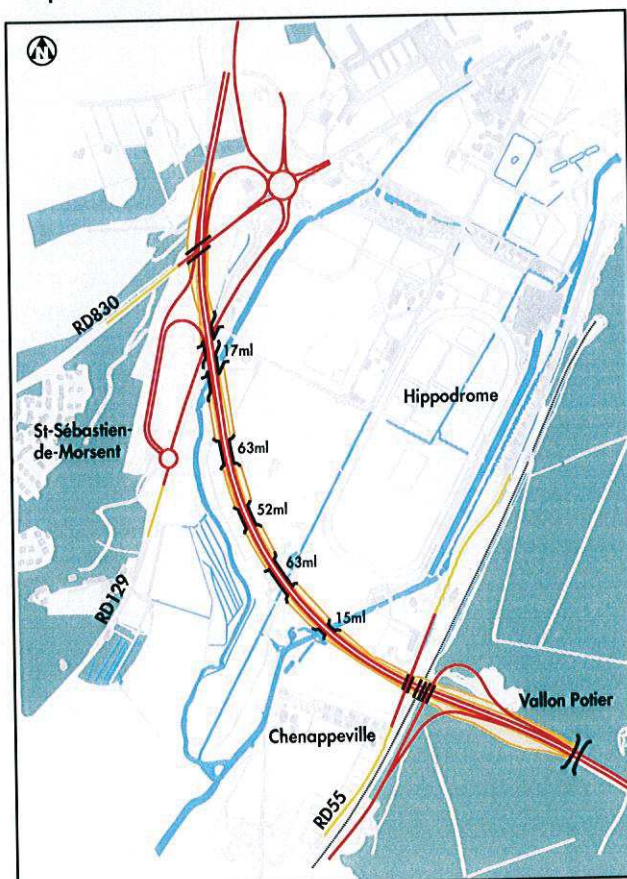 N
RD830
17ml
Hippodrome
St-Sébastien-
de-Morsent
63ml
52ml
63ml
RD129
15ml
Vallon Potier
Chenappeville
RD55